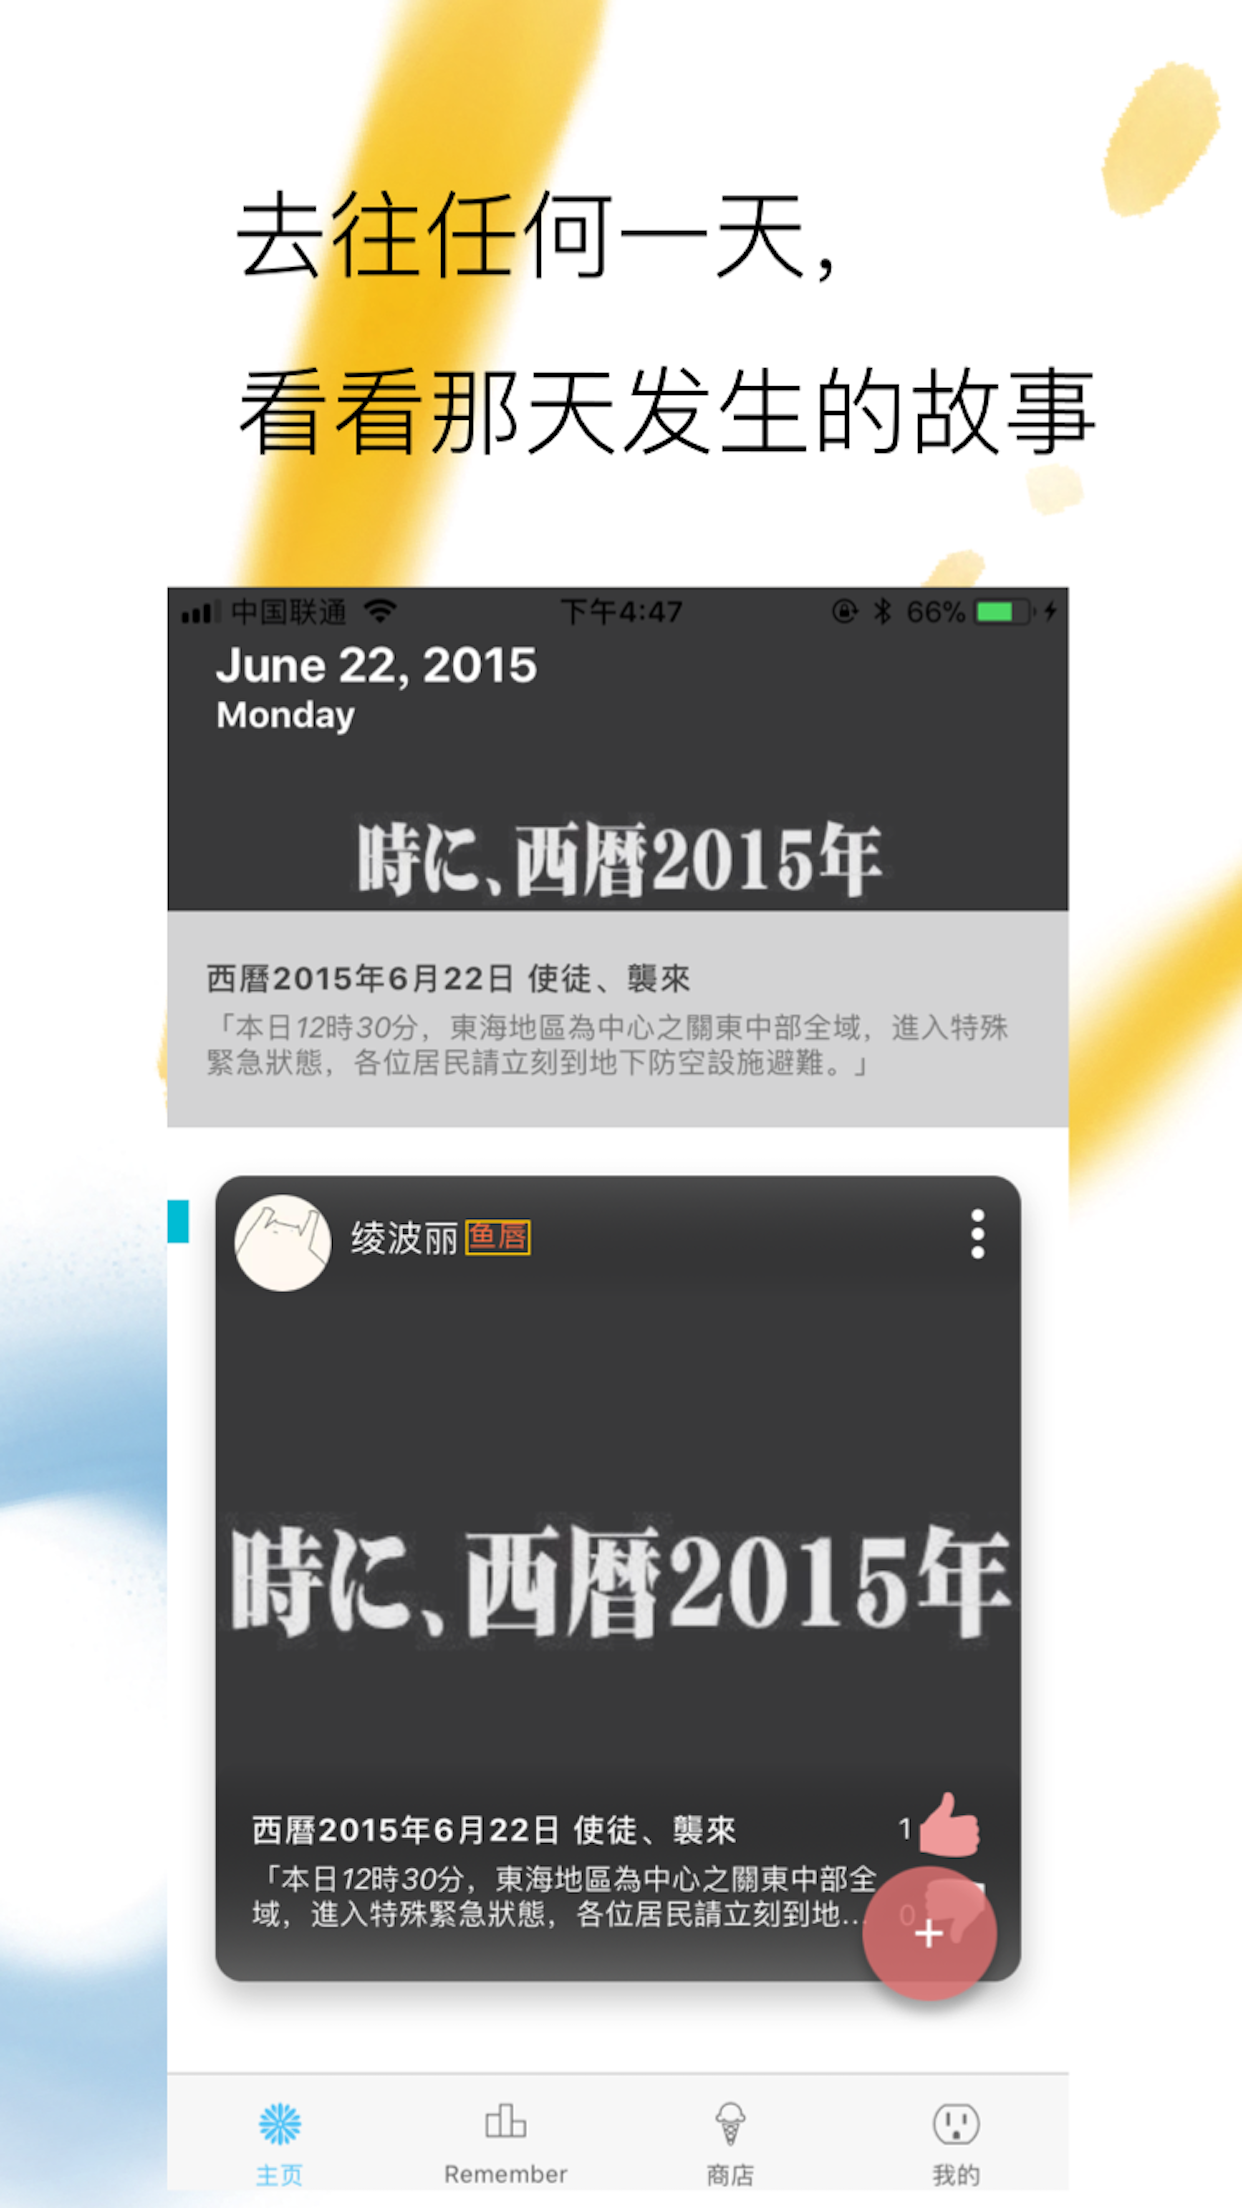 去往任何一天，
看看那天发生的故事
中国联通 下午4:47 66%
June 22, 2015
Monday
時に、西暦2015年
西曆2015年6月22日 使徒、襲來
「本日12時30分，東海地區為中心之關東中部全域，進入特殊
緊急狀態，各位居民請立刻到地下防空設施避難。」
绫波丽 鱼唇
時に、西暦2015年
西曆2015年6月22日 使徒、襲來
1
「本日12時30分，東海地區為中心之關東中部全
域，進入特殊緊急狀態，各位居民請立刻到地...
0
+
主页 Remember 商店 我的